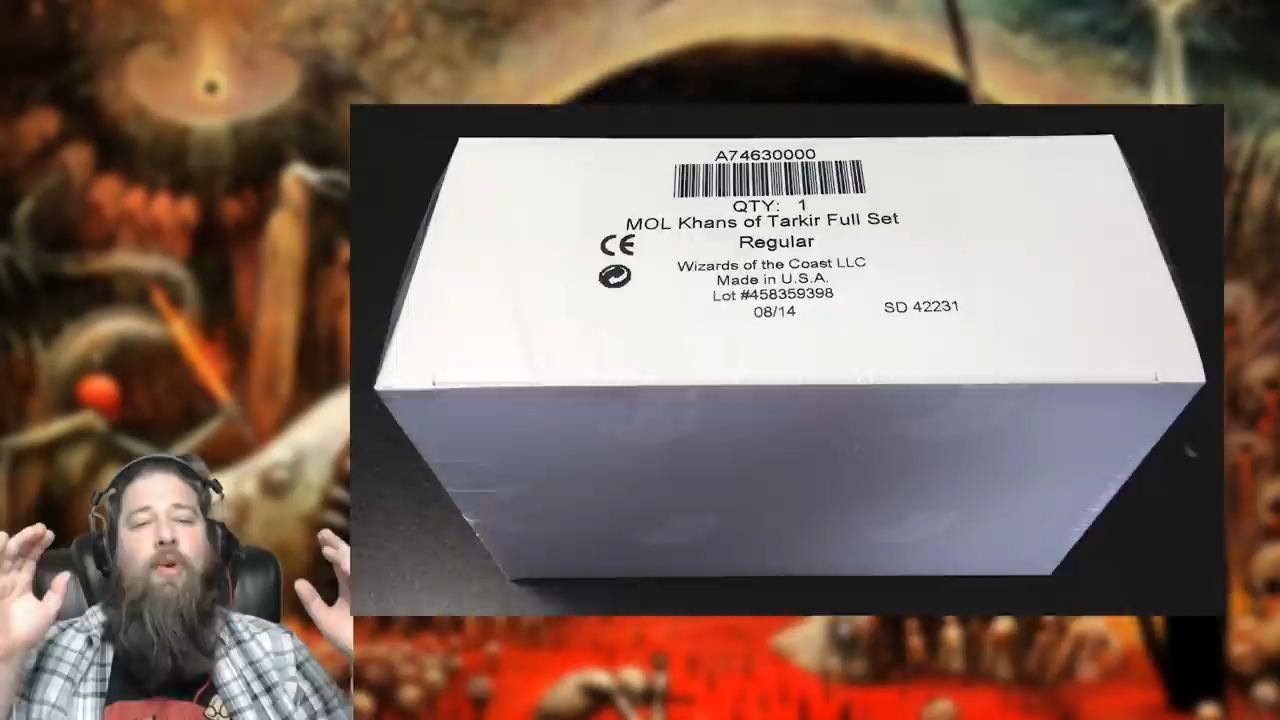 A74630000
QTY: 1
MOL Khans of Tarkir Full Set
Regular
CE
Wizards of the Coast LLC
Made in U.S.A.
Lot #458359398
08/14
SD 42231